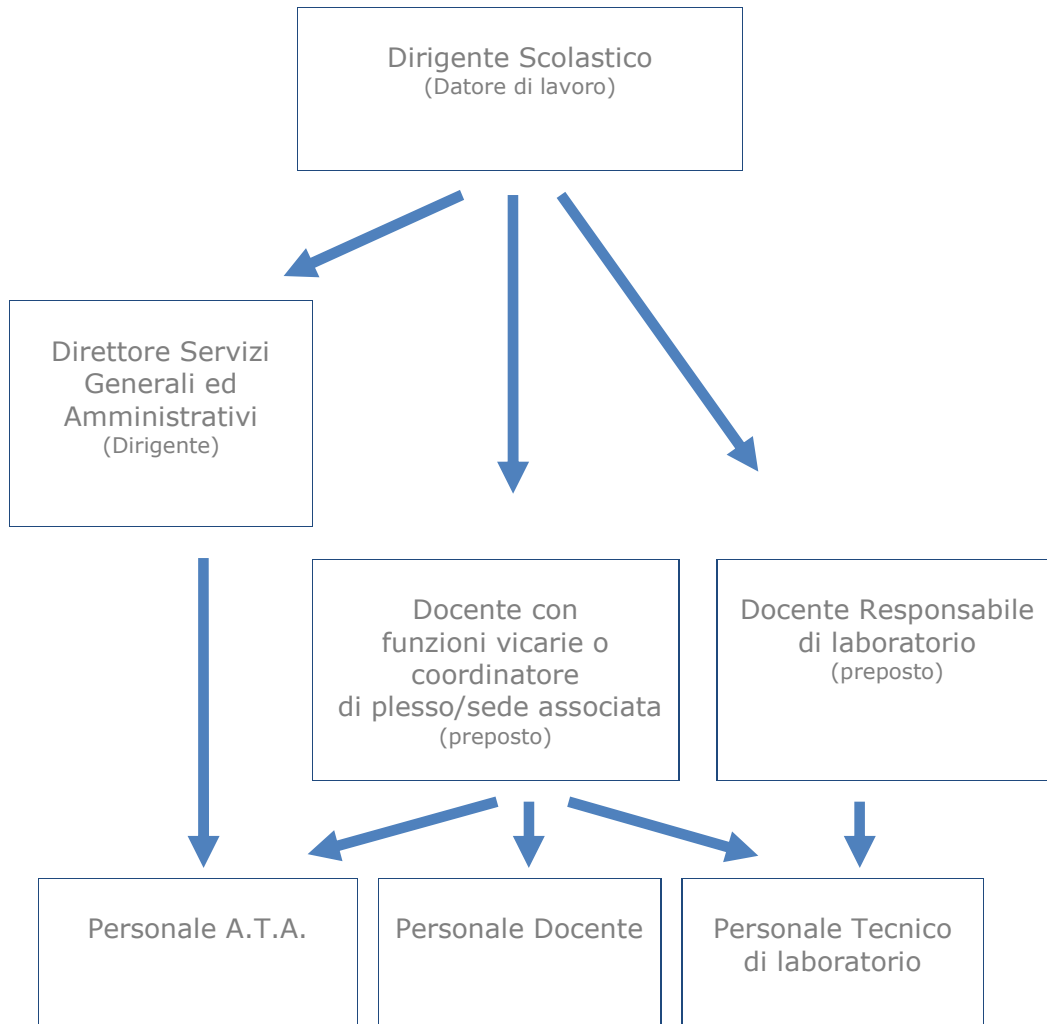 Dirigente Scolastico
(Datore di lavoro)
Direttore Servizi
Generali ed
Amministrativi
(Dirigente)
Docente con
funzioni vicarie o
coordinatore
di plesso/sede associata
(preposto)
Docente Responsabile
di laboratorio
(preposto)
Personale A.T.A.
Personale Docente
Personale Tecnico
di laboratorio